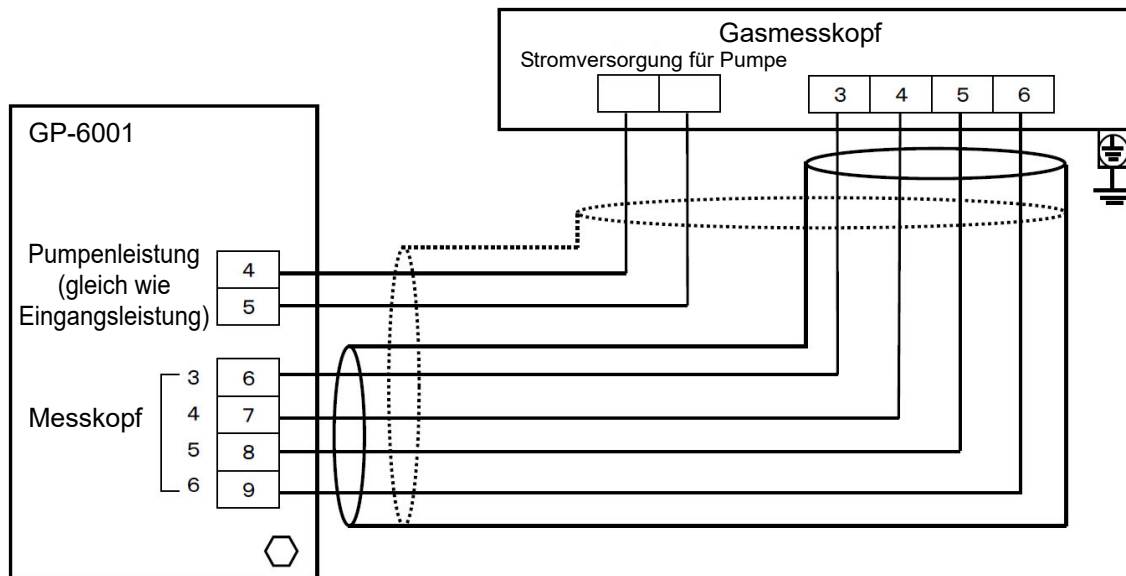 Gasmesskopf
Stromversorgung für Pumpe
3 4 5 6
GP-6001
Pumpenleistung
(gleich wie
Eingangsleistung)
4
5
Messkopf
3 6
4 7
5 8
6 9